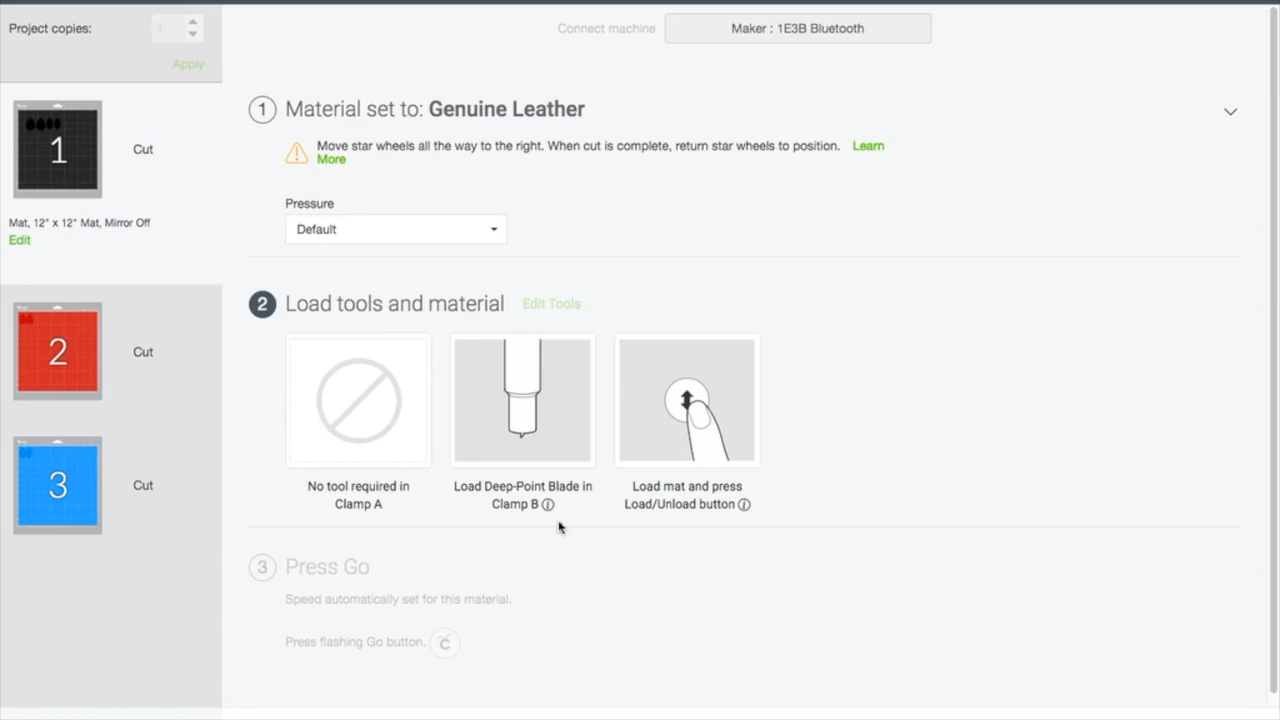 Project copies:
1
Apply
Connect machine
Maker : 1E3B Bluetooth
1
Cut
Mat, 12" x 12" Mat, Mirror Off
Edit
2
Cut
3
Cut
1 Material set to: Genuine Leather
Move star wheels all the way to the right. When cut is complete, return star wheels to position. Learn
More
Pressure
Default
2 Load tools and material Edit Tools
No tool required in
Clamp A
Load Deep-Point Blade in
Clamp B
Load mat and press
Load/Unload button
3 Press Go
Speed automatically set for this material.
Press flashing Go button.